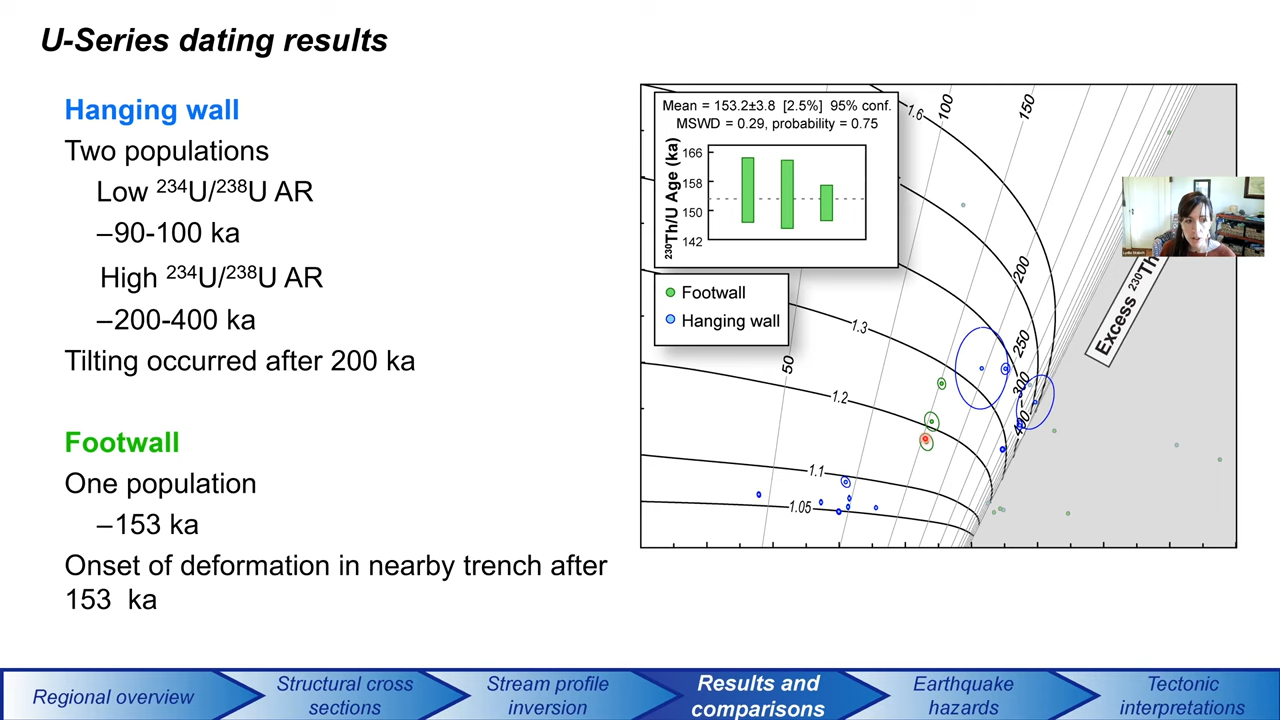 U-Series dating results
Hanging wall
Two populations
Low ²³⁴U/²³⁸U AR
–90-100 ka
High ²³⁴U/²³⁸U AR
–200-400 ka
Tilting occurred after 200 ka
Footwall
One population
–153 ka
Onset of deformation in nearby trench after
153 ka
Mean = 153.2±3.8 [2.5%] 95% conf.
MSWD = 0.29, probability = 0.75
²³⁰Th/U Age (ka)
166
158
150
142
Footwall
Hanging wall
1.6
100
150
200
250
300
400
50
1.3
1.2
1.1
1.05
Excess ²³⁰Th
Regional overview
Structural cross
sections
Stream profile
inversion
Results and
comparisons
Earthquake
hazards
Tectonic
interpretations